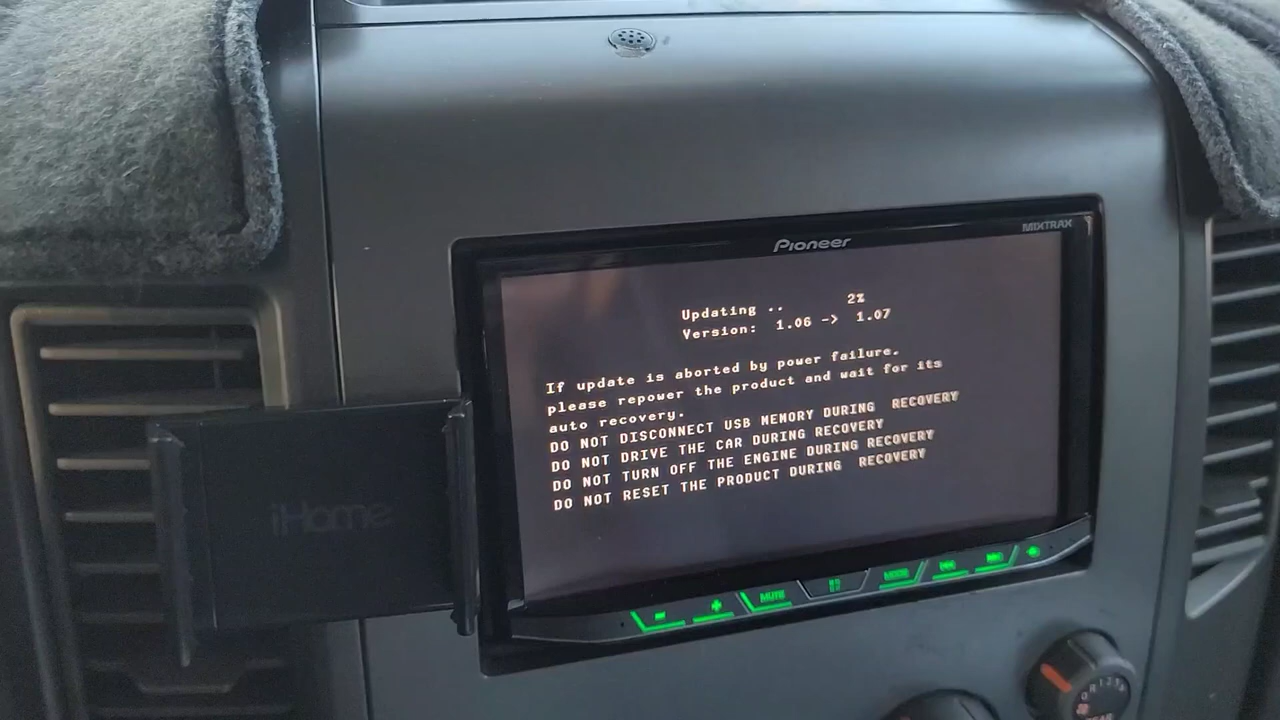 MIXTRAX
Pioneer
Updating .. 2%
Version: 1.06 -> 1.07
If update is aborted by power failure.
please repower the product and wait for its
auto recovery.
DO NOT DISCONNECT USB MEMORY DURING RECOVERY
DO NOT DRIVE THE CAR DURING RECOVERY
DO NOT TURN OFF THE ENGINE DURING RECOVERY
DO NOT RESET THE PRODUCT DURING RECOVERY
iHome
- + MUTE MODE